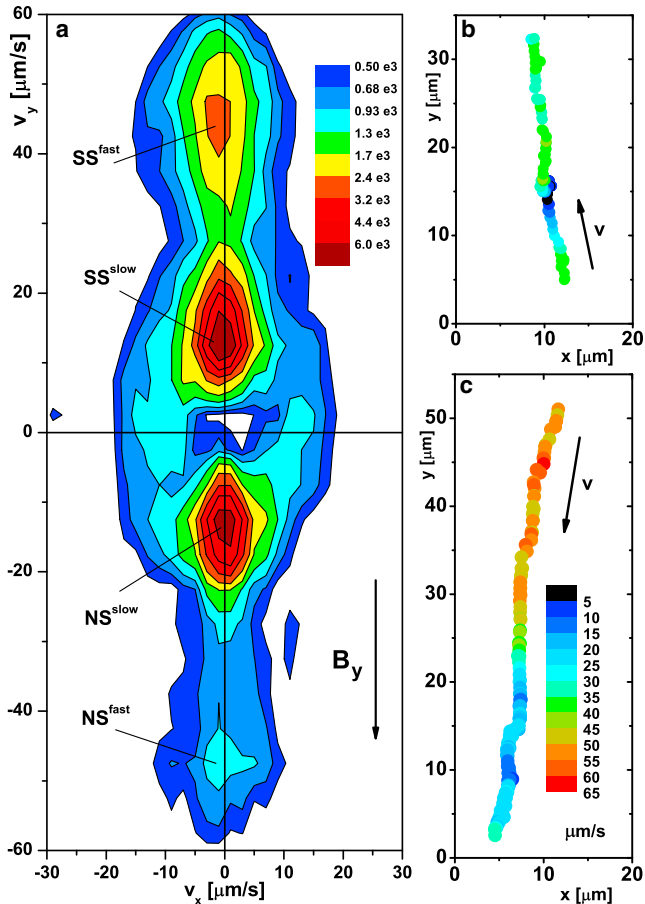 a
v_y [μm/s]
60
40
20
0
-20
-40
-60
-30
-20
-10
0
10
20
30
v_x [μm/s]
SS^fast
SS^slow
NS^slow
NS^fast
B_y
0.50 e3
0.68 e3
0.93 e3
1.3 e3
1.7 e3
2.4 e3
3.2 e3
4.4 e3
6.0 e3
b
y [μm]
30
20
10
0
0
10
20
x [μm]
v
c
y [μm]
50
40
30
20
10
0
0
10
20
x [μm]
v
5
10
15
20
25
30
35
40
45
50
55
60
65
μm/s